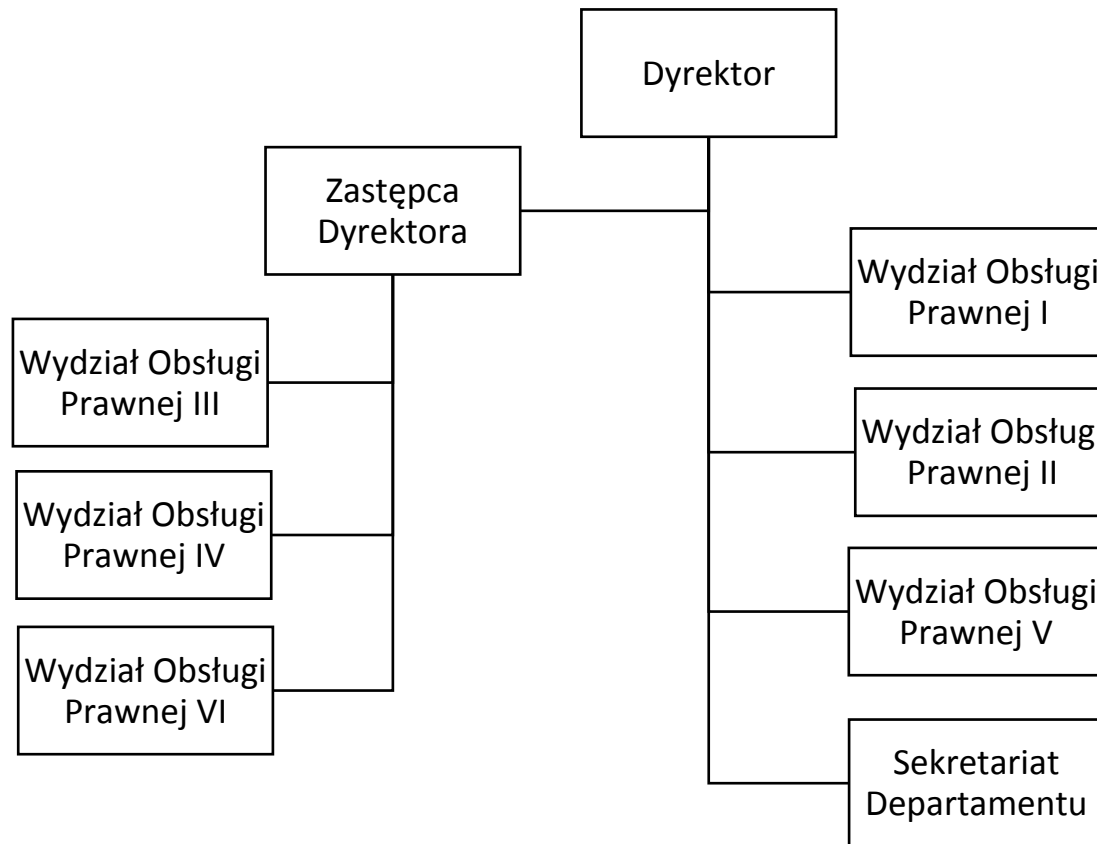 Dyrektor
Zastępca
Dyrektora
Wydział Obsługi
Prawnej I
Wydział Obsługi
Prawnej III
Wydział Obsługi
Prawnej II
Wydział Obsługi
Prawnej IV
Wydział Obsługi
Prawnej V
Wydział Obsługi
Prawnej VI
Sekretariat
Departamentu